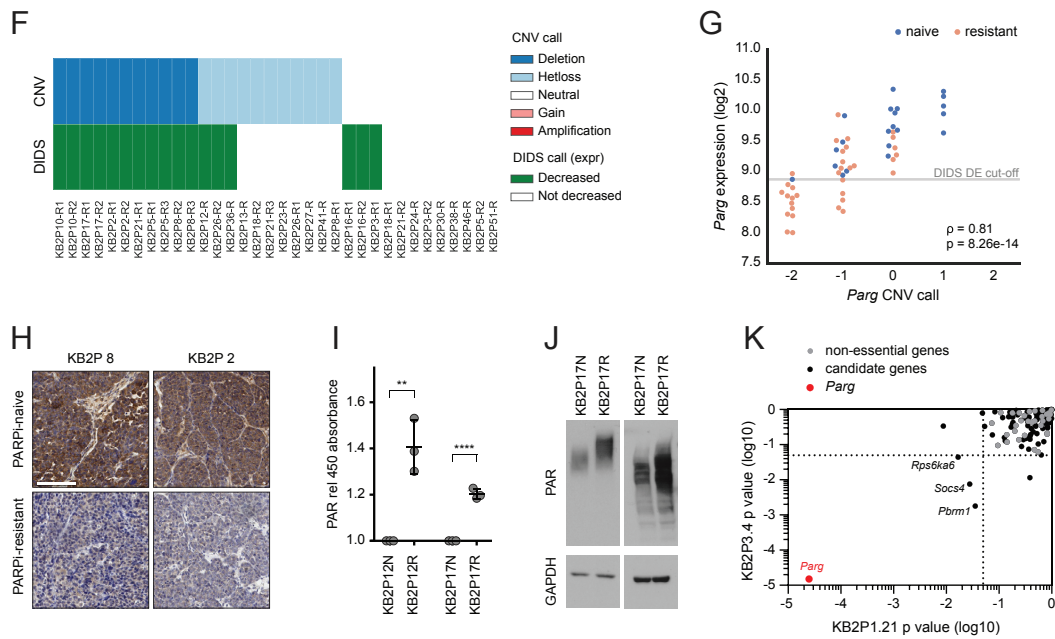 F
CNV
DIDS
KB2P10-R1
KB2P10-R2
KB2P17-R1
KB2P17-R2
KB2P2-R1
KB2P2-R2
KB2P21-R1
KB2P5-R1
KB2P5-R3
KB2P8-R2
KB2P8-R3
KB2P12-R
KB2P26-R2
KB2P36-R
KB2P13-R
KB2P18-R2
KB2P21-R3
KB2P23-R
KB2P26-R1
KB2P27-R
KB2P41-R
KB2P8-R1
KB2P16-R1
KB2P16-R2
KB2P39-R1
KB2P18-R1
KB2P21-R2
KB2P24-R
KB2P3-R2
KB2P30-R
KB2P38-R
KB2P46-R
KB2P5-R2
KB2P51-R
CNV call
Deletion
Hetloss
Neutral
Gain
Amplification
DIDS call (expr)
Decreased
Not decreased
G
naive
resistant
Parg expression (log2)
11.0
10.5
10.0
9.5
9.0
8.5
8.0
7.5
DIDS DE cut-off
ρ = 0.81
p = 8.26e-14
-2
-1
0
1
2
Parg CNV call
H
KB2P 8
KB2P 2
PARPi-naive
PARPi-resistant
I
PAR rel 450 absorbance
1.6
1.4
1.2
1.0
**
****
KB2P12N
KB2P12R
KB2P17N
KB2P17R
J
KB2P17N
KB2P17R
KB2P17N
KB2P17R
PAR
GAPDH
K
non-essential genes
candidate genes
Parg
KB2P3.4 p value (log10)
0
-1
-2
-3
-4
-5
Rps6ka6
Socs4
Pbrm1
Parg
-5
-4
-3
-2
-1
0
KB2P1.21 p value (log10)